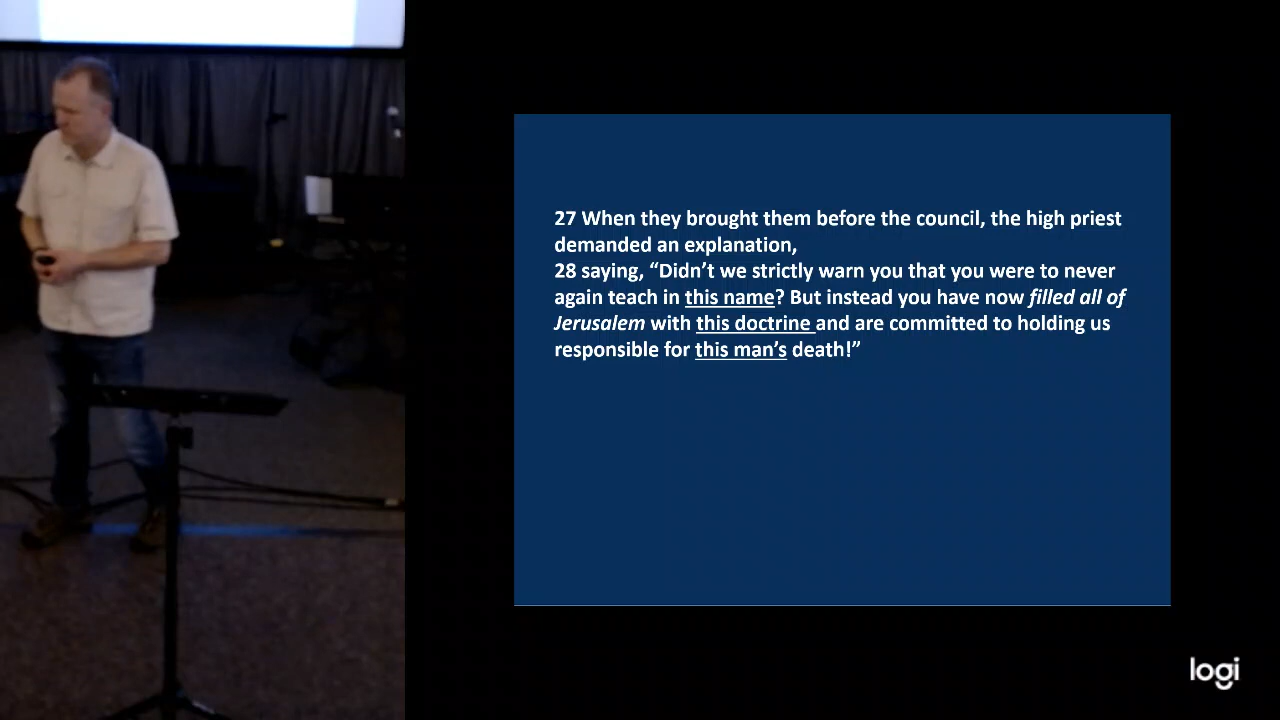 27 When they brought them before the council, the high priest
demanded an explanation,
28 saying, “Didn’t we strictly warn you that you were to never
again teach in this name? But instead you have now filled all of
Jerusalem with this doctrine and are committed to holding us
responsible for this man’s death!”
logi